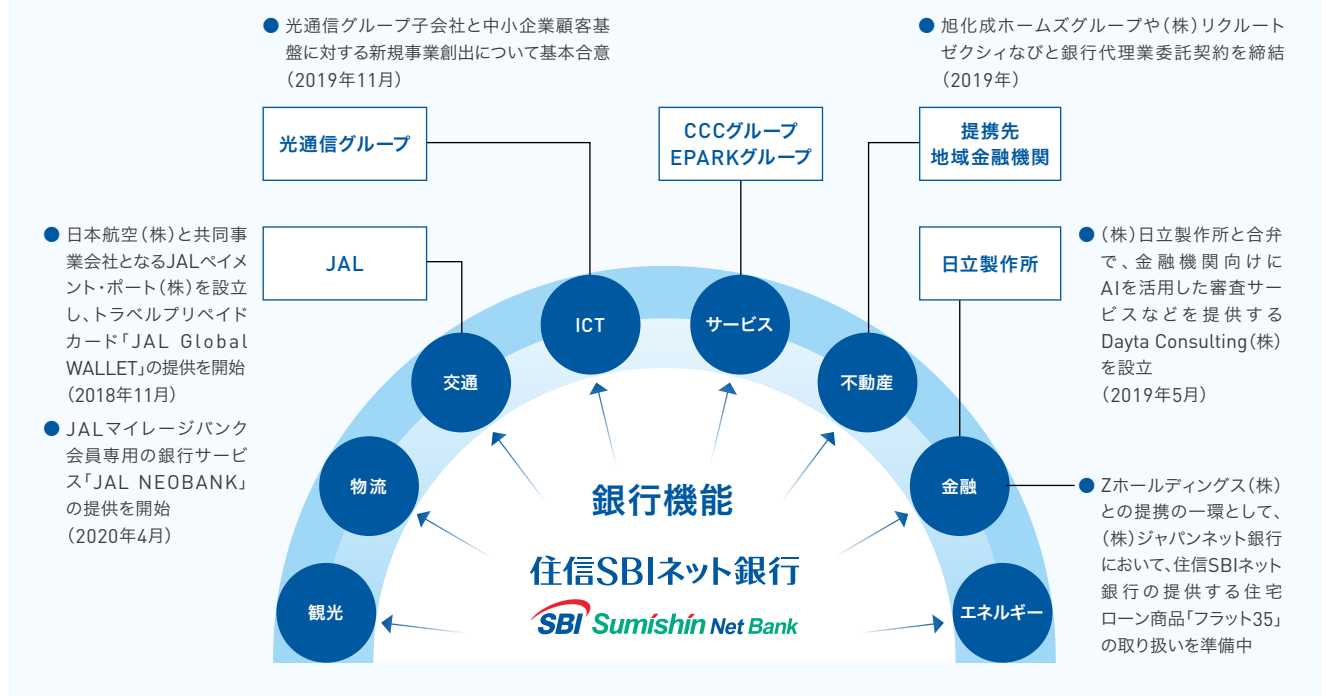 ● 光通信グループ子会社と中小企業顧客基
盤に対する新規事業創出について基本合意
（2019年11月）
● 旭化成ホームズグループや（株）リクルート
ゼクシィなびと銀行代理業委託契約を締結
（2019年）
光通信グループ
CCCグループ
EPARKグループ
提携先
地域金融機関
● 日本航空（株）と共同事
業会社となるJALペイメ
ント・ポート（株）を設立
し、トラベルプリペイド
カード「JAL Global
WALLET」の提供を開始
（2018年11月）
● JALマイレージバンク
会員専用の銀行サービ
ス「JAL NEOBANK」
の提供を開始
（2020年4月）
JAL
日立製作所
● （株）日立製作所と合弁
で、金融機関向けに
AIを活用した審査サー
ビスなどを提供する
Dayta Consulting（株）
を設立
（2019年5月）
ICT
サービス
交通
不動産
物流
金融
観光
エネルギー
銀行機能
住信SBIネット銀行
SBI Sumishin Net Bank
● Zホールディングス（株）
との提携の一環として、
（株）ジャパンネット銀行
において、住信SBIネット
銀行の提供する住宅
ローン商品「フラット35」
の取り扱いを準備中